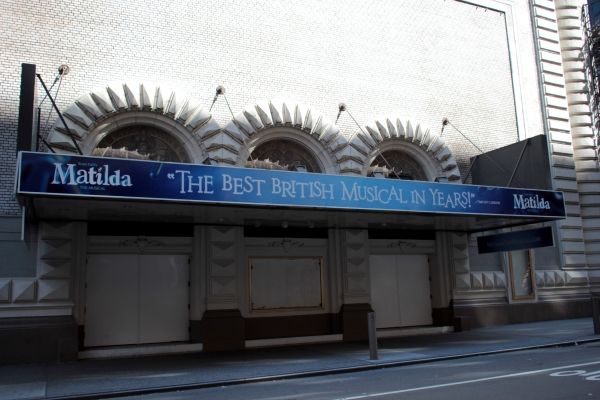 Matilda
THE MUSICAL
"THE BEST BRITISH MUSICAL IN YEARS!"
Matilda